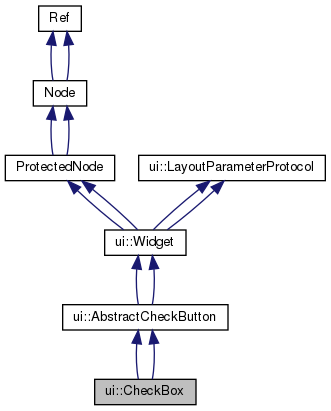 Ref
Node
ProtectedNode
ui::LayoutParameterProtocol
ui::Widget
ui::AbstractCheckButton
ui::CheckBox